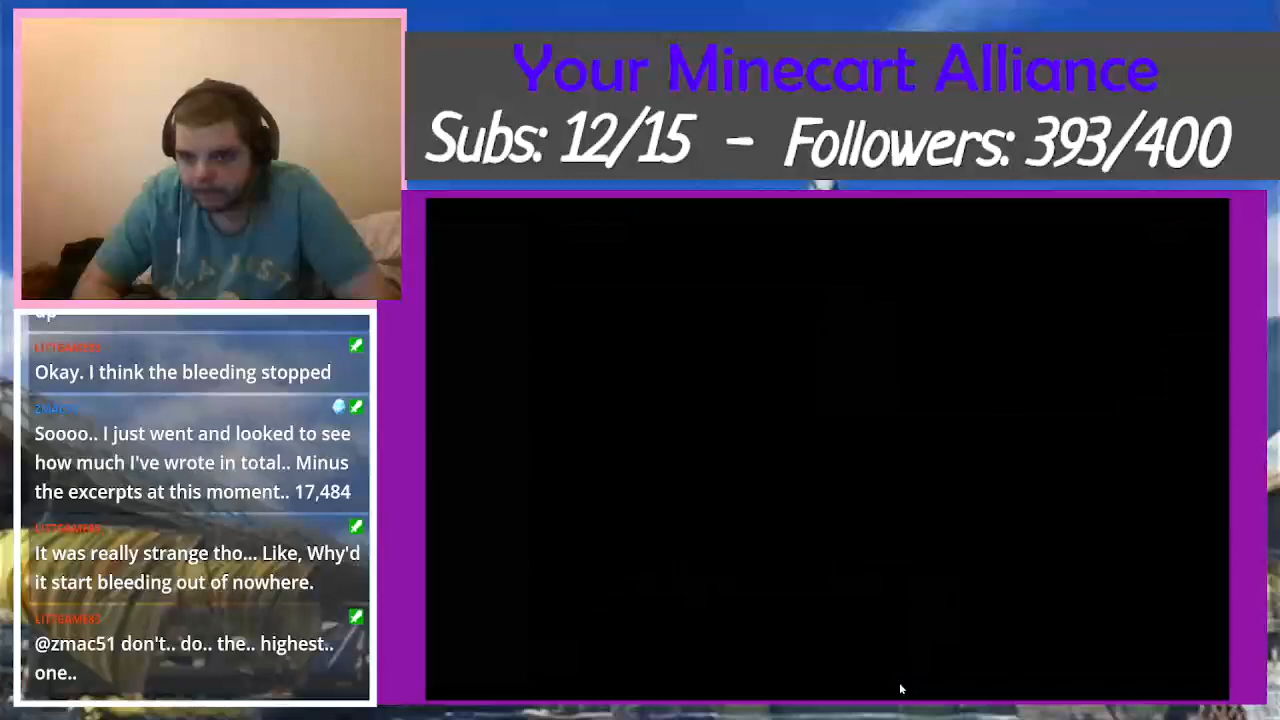 Your Minecart Alliance
Subs: 12/15 - Followers: 393/400
up
Okay. I think the bleeding stopped
Soooo.. I just went and looked to see
how much I've wrote in total.. Minus
the excerpts at this moment.. 17,484
It was really strange tho... Like, Why'd
it start bleeding out of nowhere.
@zmac51 don't.. do.. the.. highest..
one..